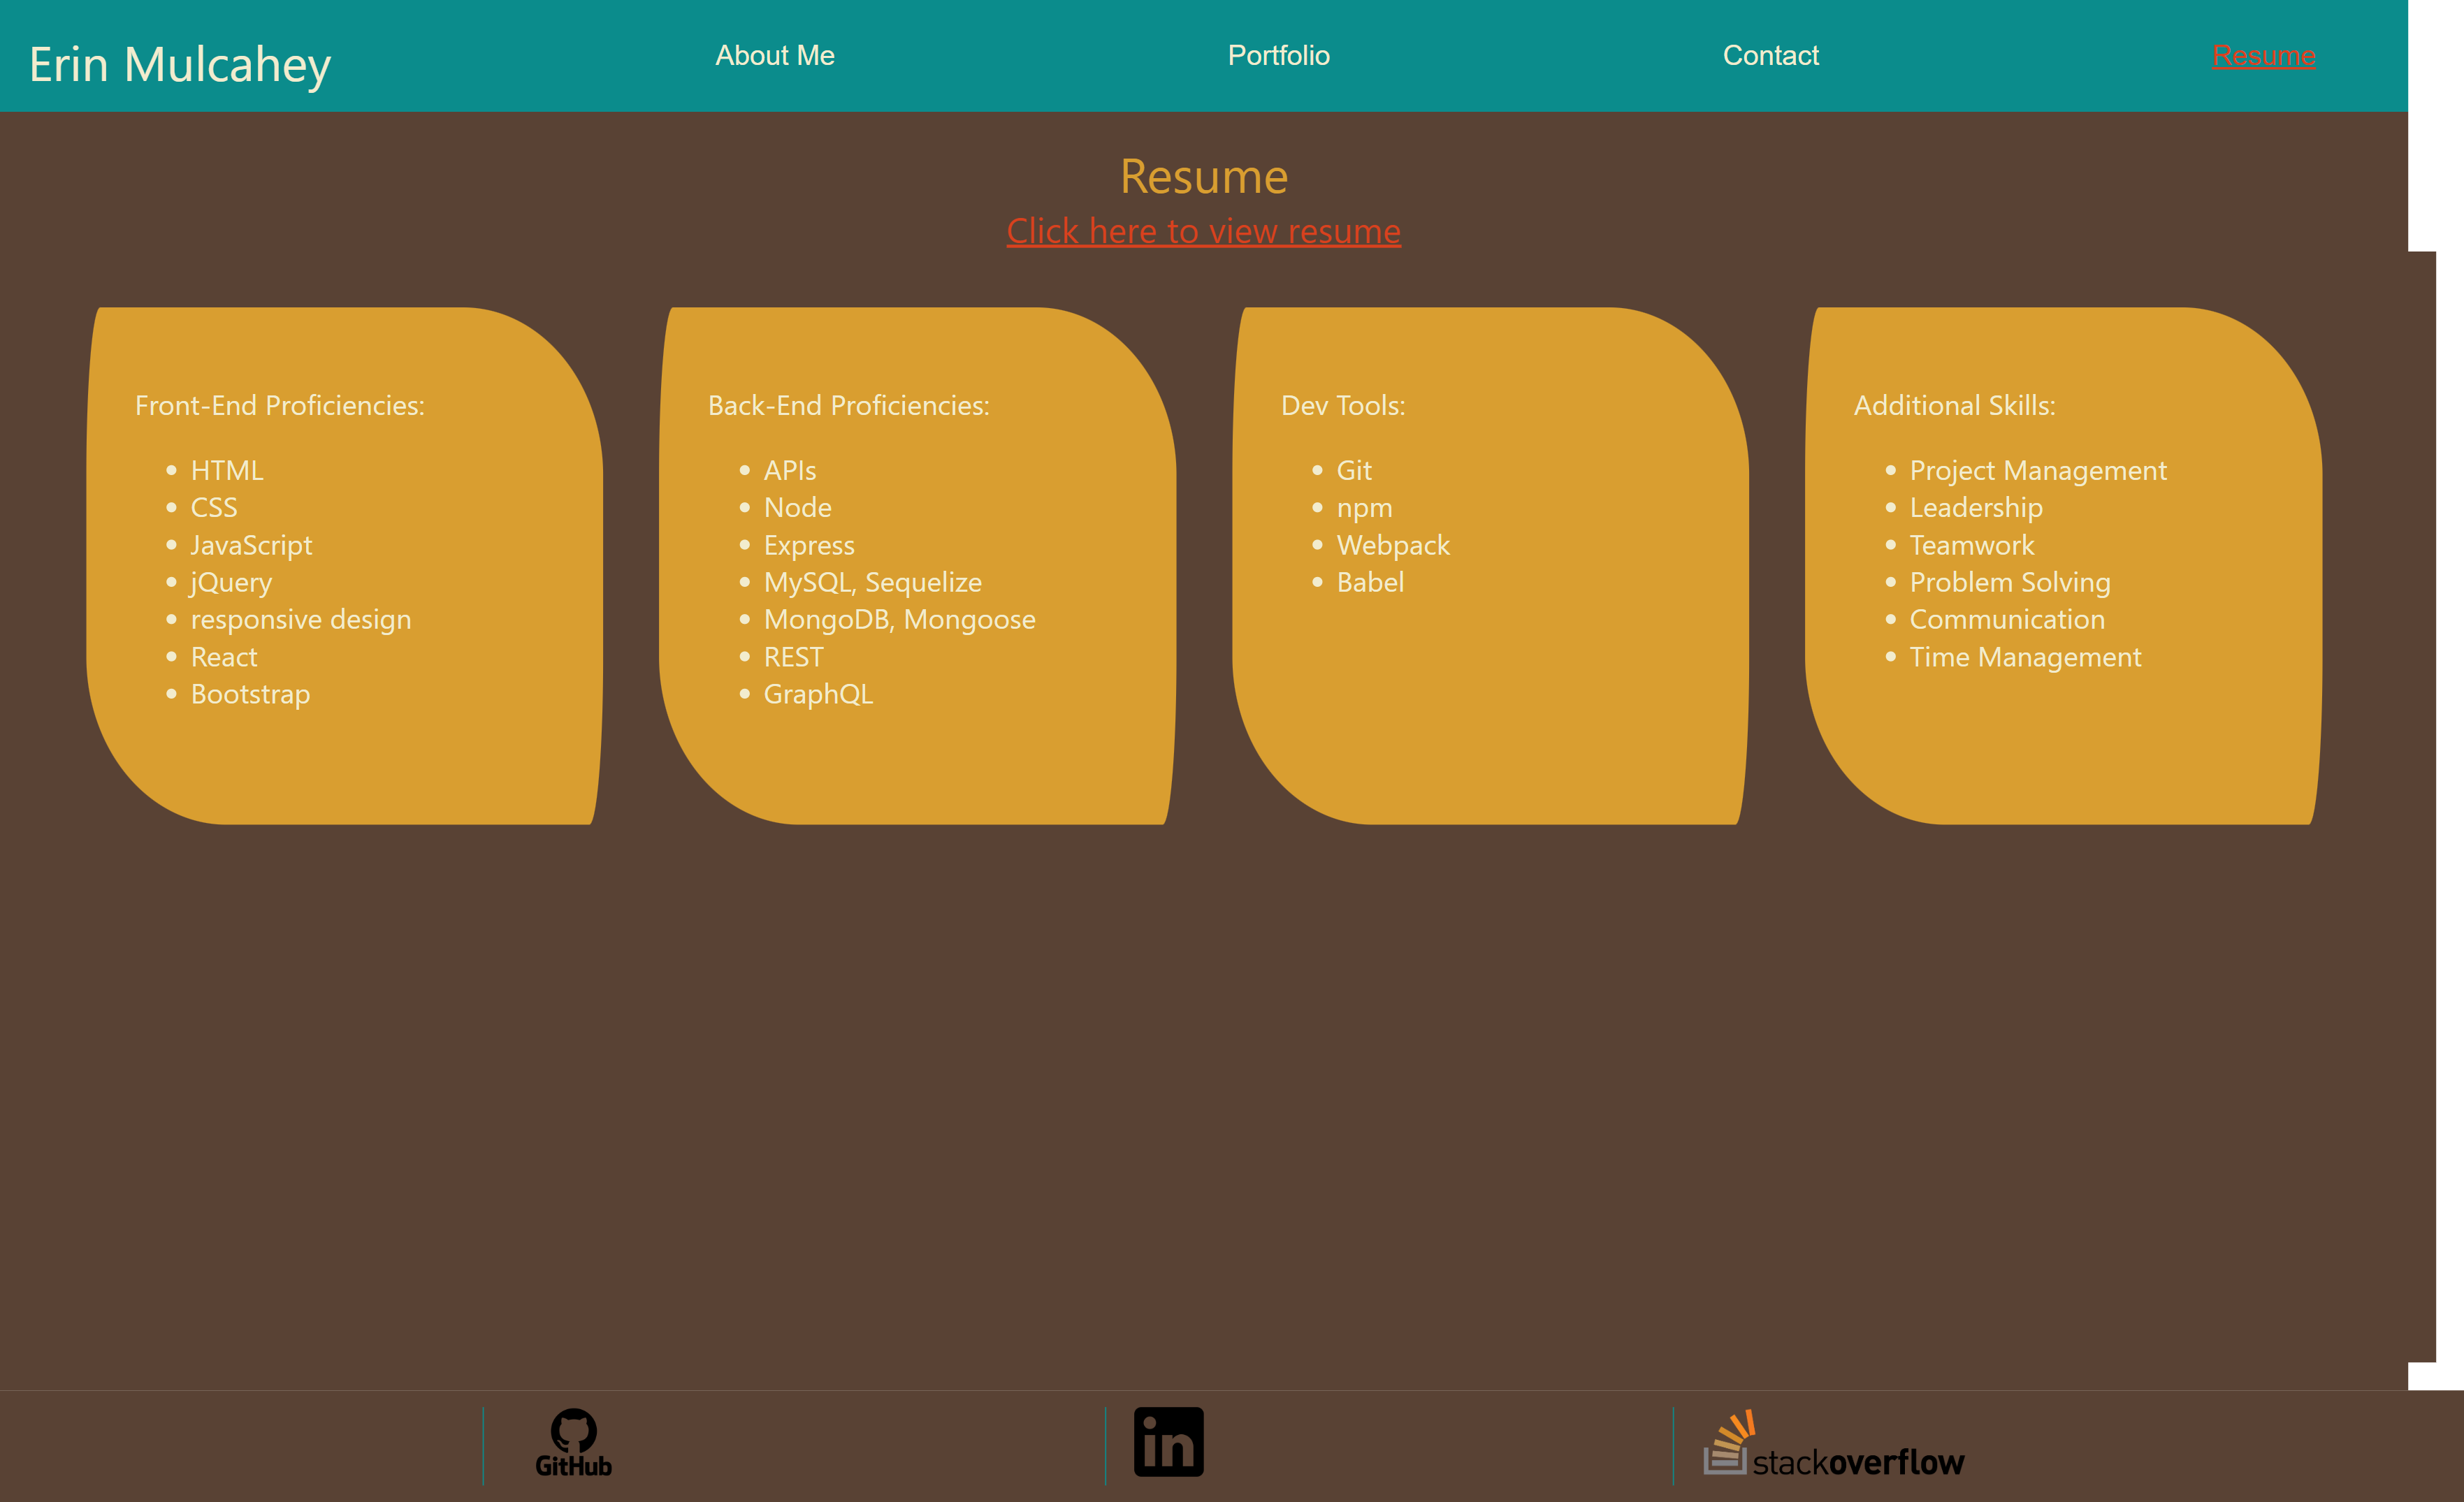 Erin Mulcahey
About Me
Portfolio
Contact
Resume
Resume
Click here to view resume
Front-End Proficiencies:
HTML
CSS
JavaScript
jQuery
responsive design
React
Bootstrap
Back-End Proficiencies:
APIs
Node
Express
MySQL, Sequelize
MongoDB, Mongoose
REST
GraphQL
Dev Tools:
Git
npm
Webpack
Babel
Additional Skills:
Project Management
Leadership
Teamwork
Problem Solving
Communication
Time Management
GitHub
in
stackoverflow